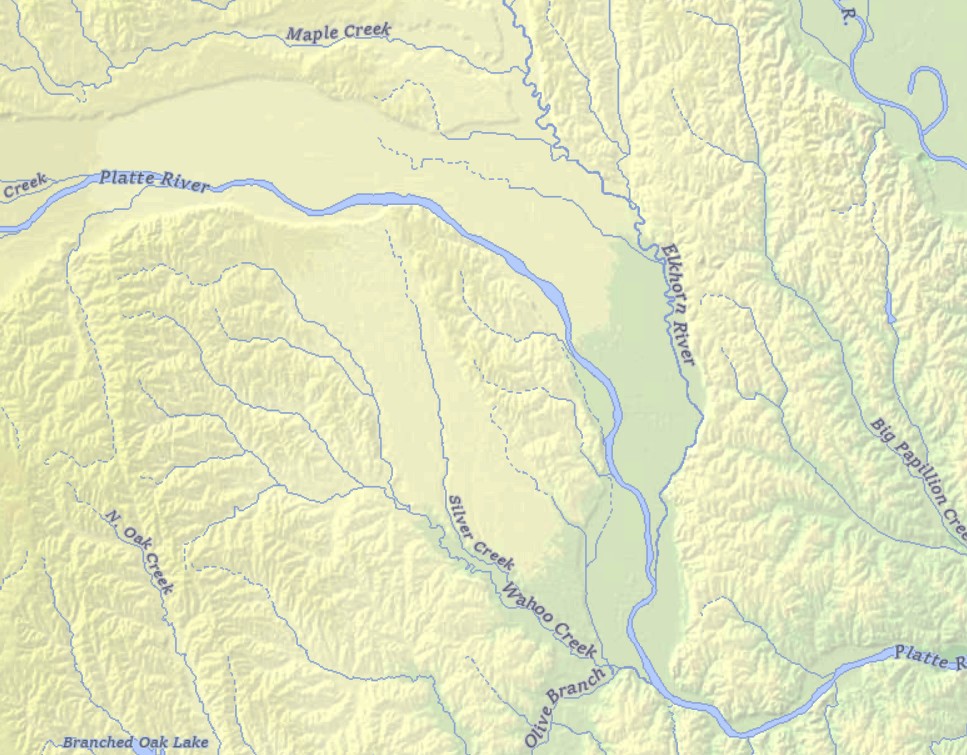 R.
Maple Creek
Creek
Platte River
Elkhorn River
Big Papillion Cree
N. Oak Creek
Silver Creek
Wahoo Creek
Platte R
Olive Branch
Branched Oak Lake